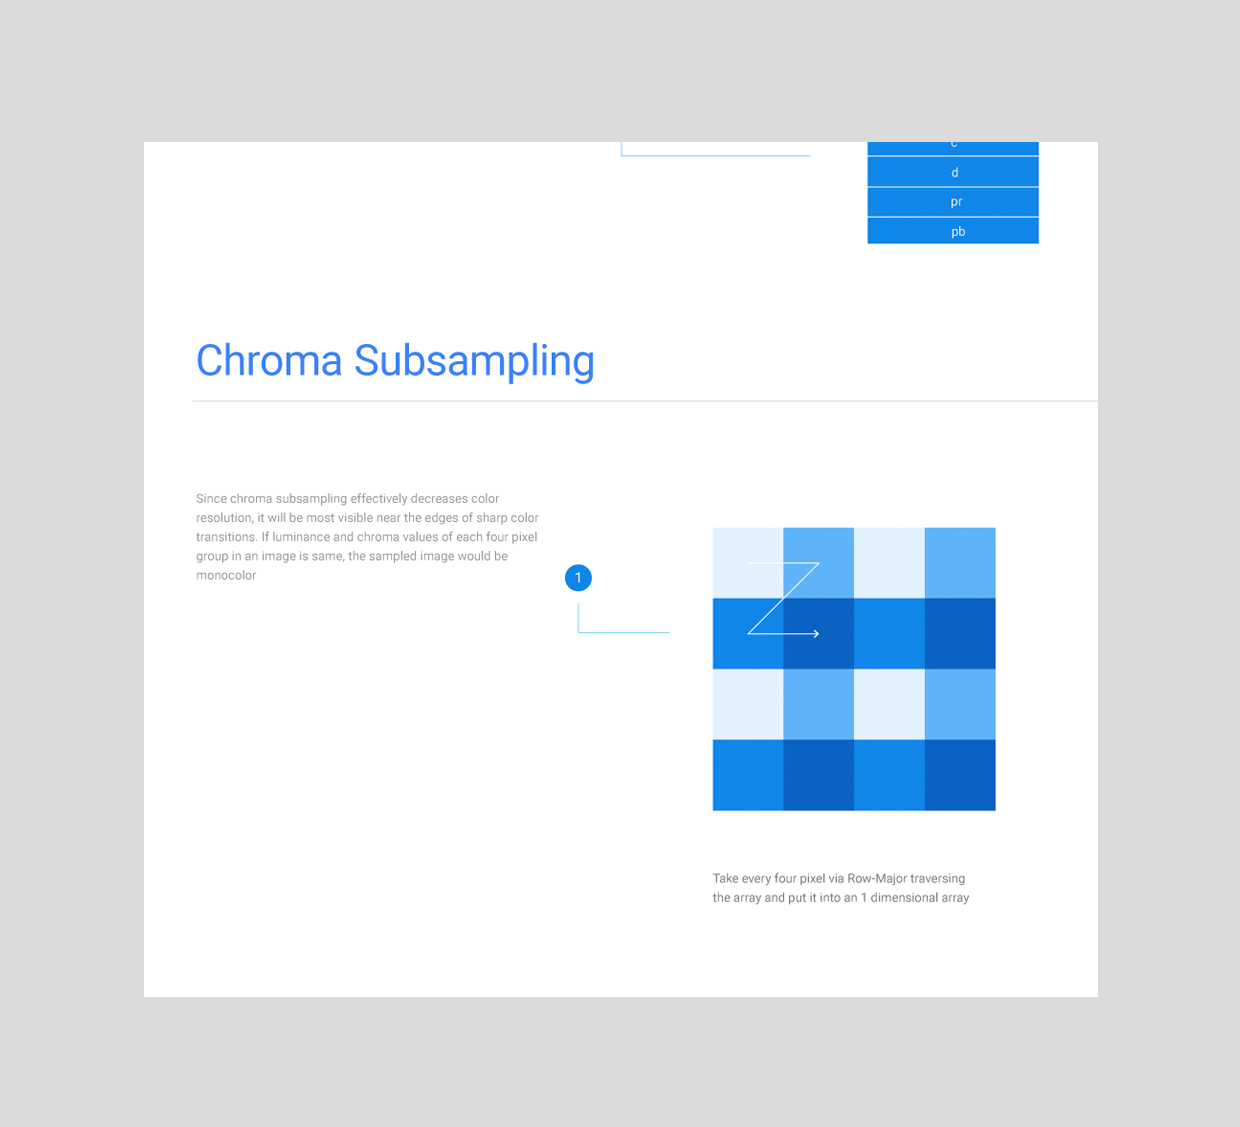 c
d
pr
pb
Chroma Subsampling
Since chroma subsampling effectively decreases color
resolution, it will be most visible near the edges of sharp color
transitions. If luminance and chroma values of each four pixel
group in an image is same, the sampled image would be
monocolor
1
Take every four pixel via Row-Major traversing
the array and put it into an 1 dimensional array